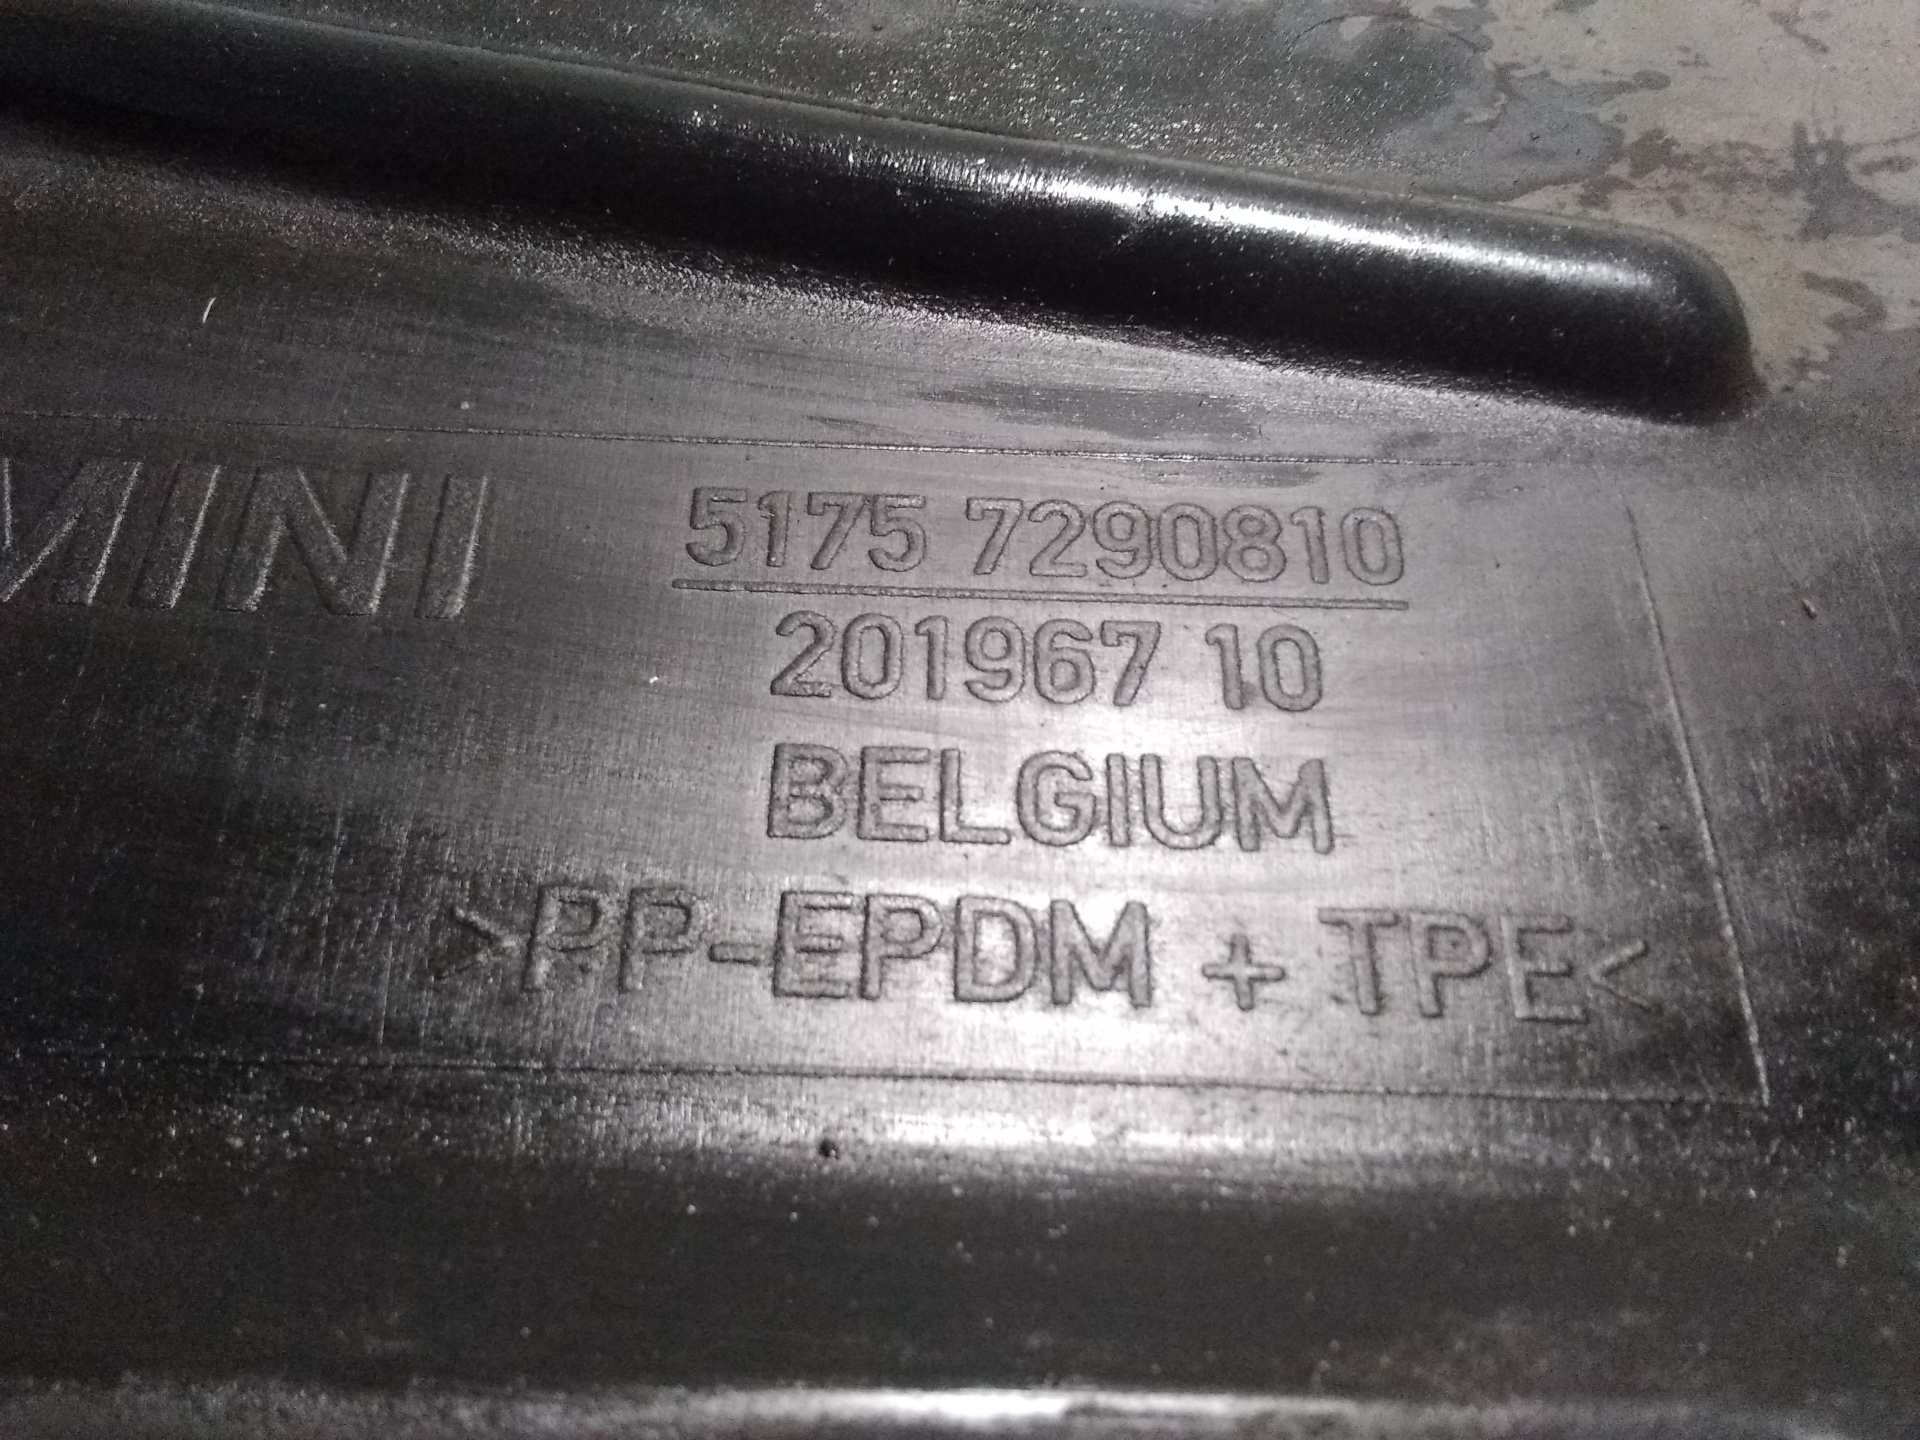 MINI
5175 7290810
201967 10
BELGIUM
>PP-EPDM + TPE<